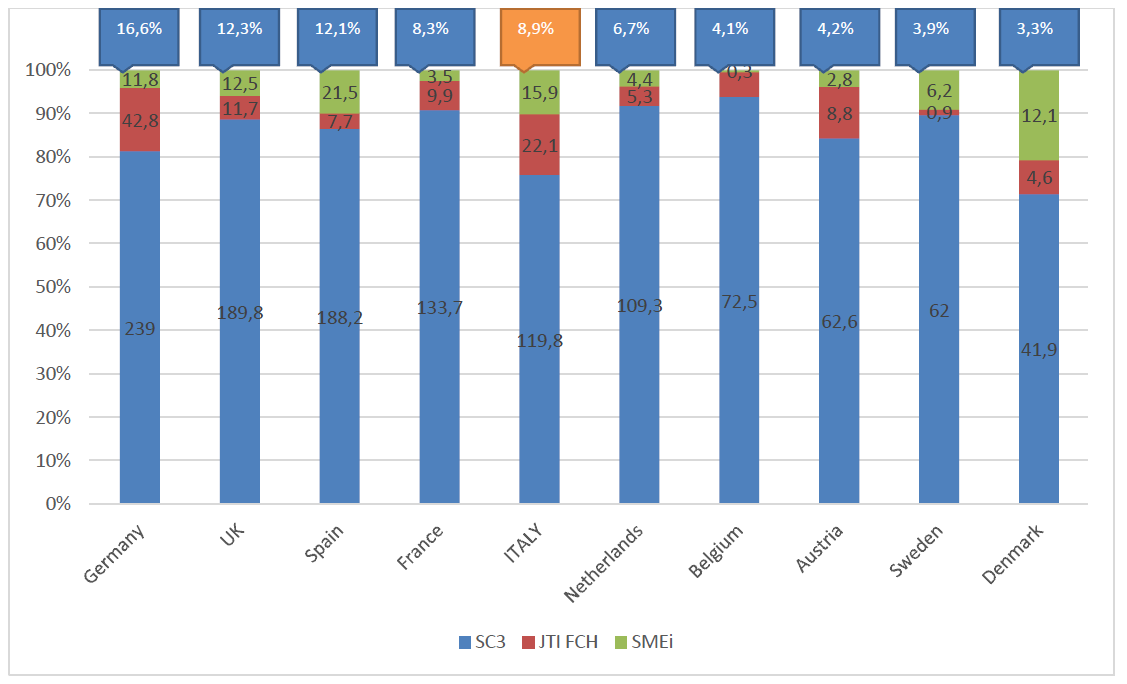 16,6% 12,3% 12,1% 8,3% 8,9% 6,7% 4,1% 4,2% 3,9% 3,3%
100%
90%
80%
70%
60%
50%
40%
30%
20%
10%
0%
11,8 12,5 21,5 3,5 15,9 4,4 0,3 2,8 6,2 12,1
42,8 11,7 7,7 9,9 22,1 5,3 8,8 0,9 4,6
239 189,8 188,2 133,7 119,8 109,3 72,5 62,6 62 41,9
Germany UK Spain France ITALY Netherlands Belgium Austria Sweden Denmark
SC3 JTI FCH SMEi